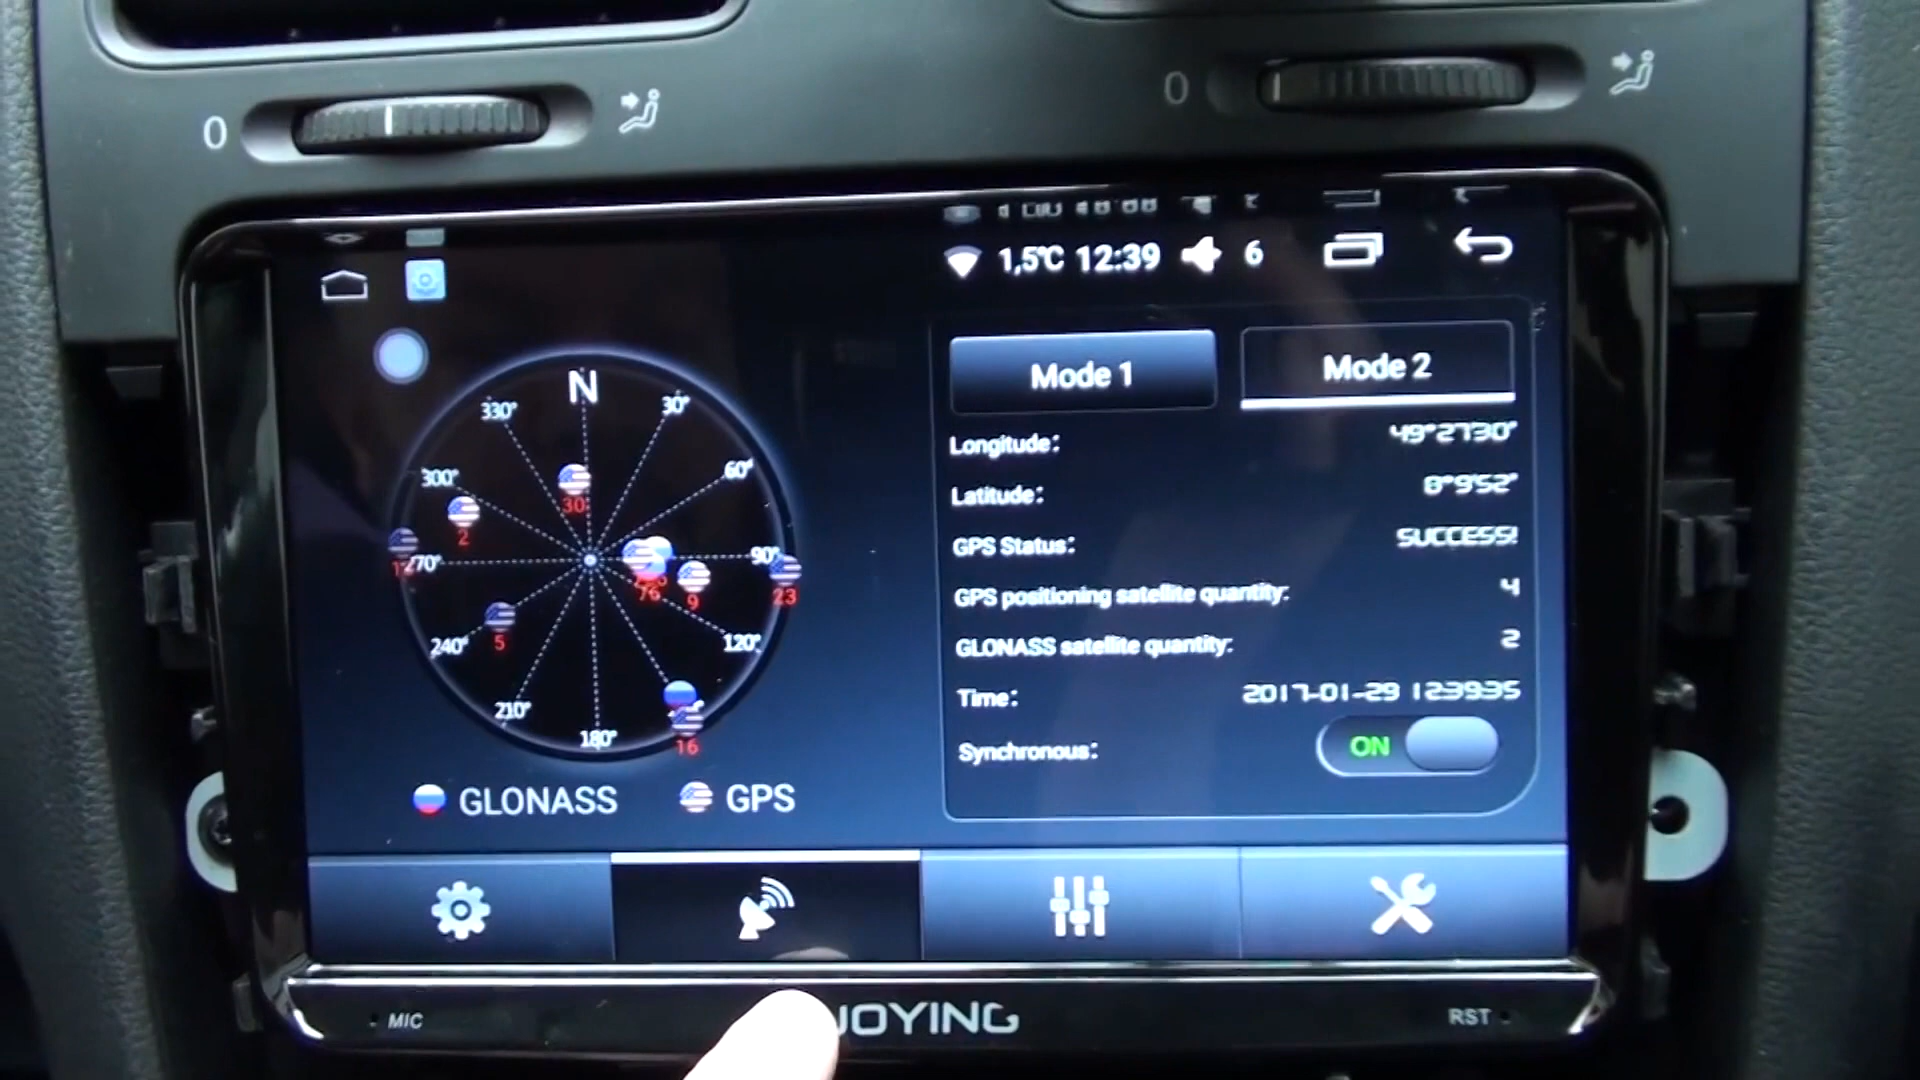 0
0
1,5℃ 12:39 6
N
30°
60°
90°
120°
180°
210°
240°
270°
300°
330°
30
2
5
76
9
23
16
GLONASS GPS
Mode 1 Mode 2
Longitude: 49°27'30"
Latitude: 8°9'52"
GPS Status: SUCCESS!
GPS positioning satellite quantity: 4
GLONASS satellite quantity: 2
Time: 2017-01-29 12:39:35
Synchronous: ON
MIC JOYING RST